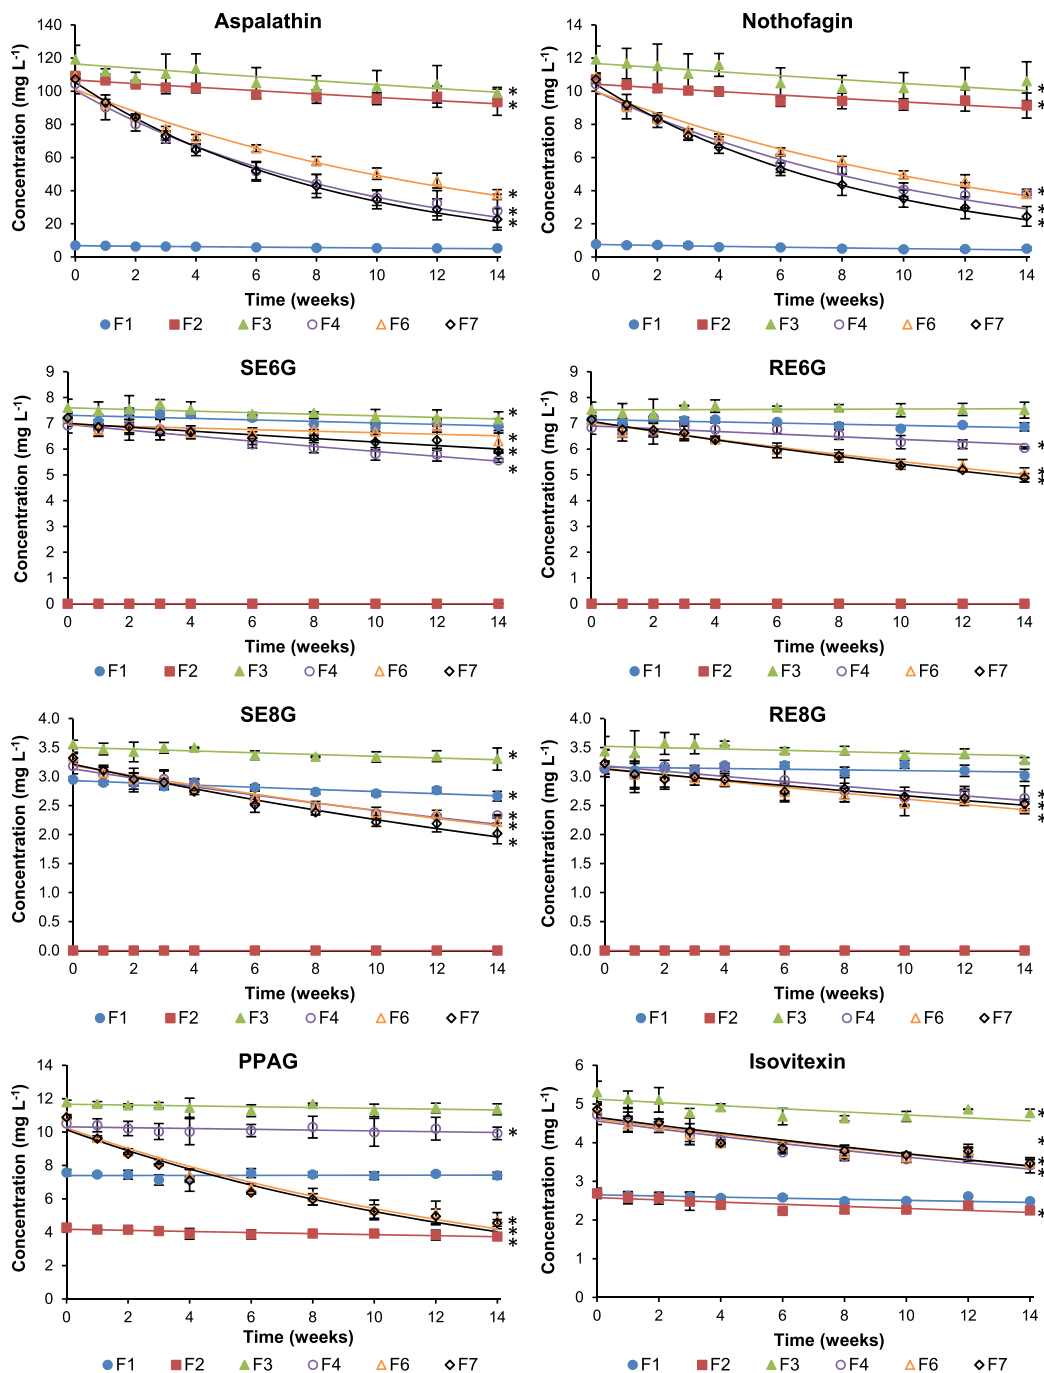 Aspalathin
Concentration (mg L⁻¹)
140
120
100
80
60
40
20
0
0 2 4 6 8 10 12 14
* * * * *
Time (weeks)
F1 F2 F3 F4 F6 F7
Nothofagin
Concentration (mg L⁻¹)
140
120
100
80
60
40
20
0
0 2 4 6 8 10 12 14
* * * * *
Time (weeks)
F1 F2 F3 F4 F6 F7
SE6G
Concentration (mg L⁻¹)
9
8
7
6
5
4
3
2
1
0
0 2 4 6 8 10 12 14
* * * *
Time (weeks)
F1 F2 F3 F4 F6 F7
RE6G
Concentration (mg L⁻¹)
9
8
7
6
5
4
3
2
1
0
0 2 4 6 8 10 12 14
* * *
Time (weeks)
F1 F2 F3 F4 F6 F7
SE8G
Concentration (mg L⁻¹)
4.0
3.5
3.0
2.5
2.0
1.5
1.0
0.5
0.0
0 2 4 6 8 10 12 14
* * * * *
Time (weeks)
F1 F2 F3 F4 F6 F7
RE8G
Concentration (mg L⁻¹)
4.0
3.5
3.0
2.5
2.0
1.5
1.0
0.5
0.0
0 2 4 6 8 10 12 14
* * *
Time (weeks)
F1 F2 F3 F4 F6 F7
PPAG
Concentration (mg L⁻¹)
14
12
10
8
6
4
2
0
0 2 4 6 8 10 12 14
* * * *
Time (weeks)
F1 F2 F3 F4 F6 F7
Isovitexin
Concentration (mg L⁻¹)
6
5
4
3
2
1
0
0 2 4 6 8 10 12 14
* * * * *
Time (weeks)
F1 F2 F3 F4 F6 F7